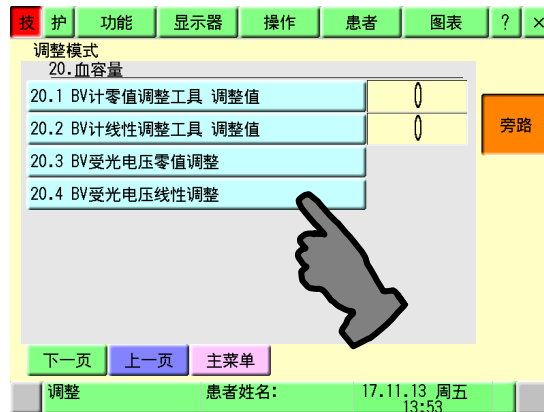 技 护 功能 显示器 操作 患者 图表 ? ×
调整模式
20.血容量
20.1 BV计零值调整工具 调整值 0
20.2 BV计线性调整工具 调整值 0
旁路
20.3 BV受光电压零值调整
20.4 BV受光电压线性调整
下一页 上一页 主菜单
调整 患者姓名: 17.11.13 周五
13:53